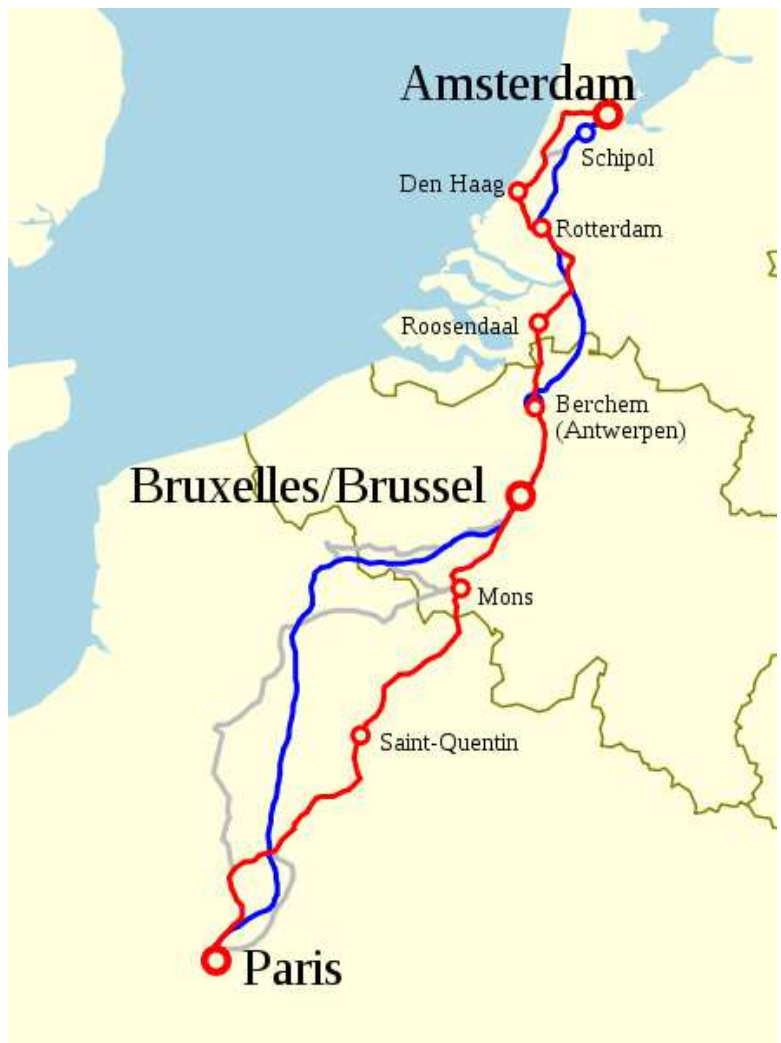 Amsterdam
Schipol
Den Haag
Rotterdam
Roosendaal
Berchem
(Antwerpen)
Bruxelles/Brussel
Mons
Saint-Quentin
Paris